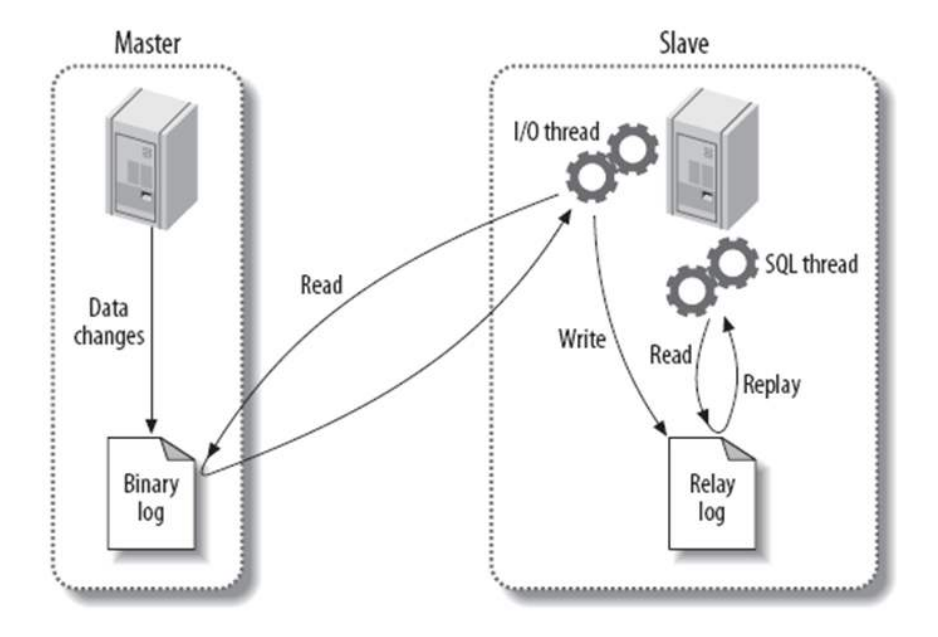 Master
Slave
I/O thread
SQL thread
Read
Data
changes
Write
Read
Replay
Binary
log
Relay
log